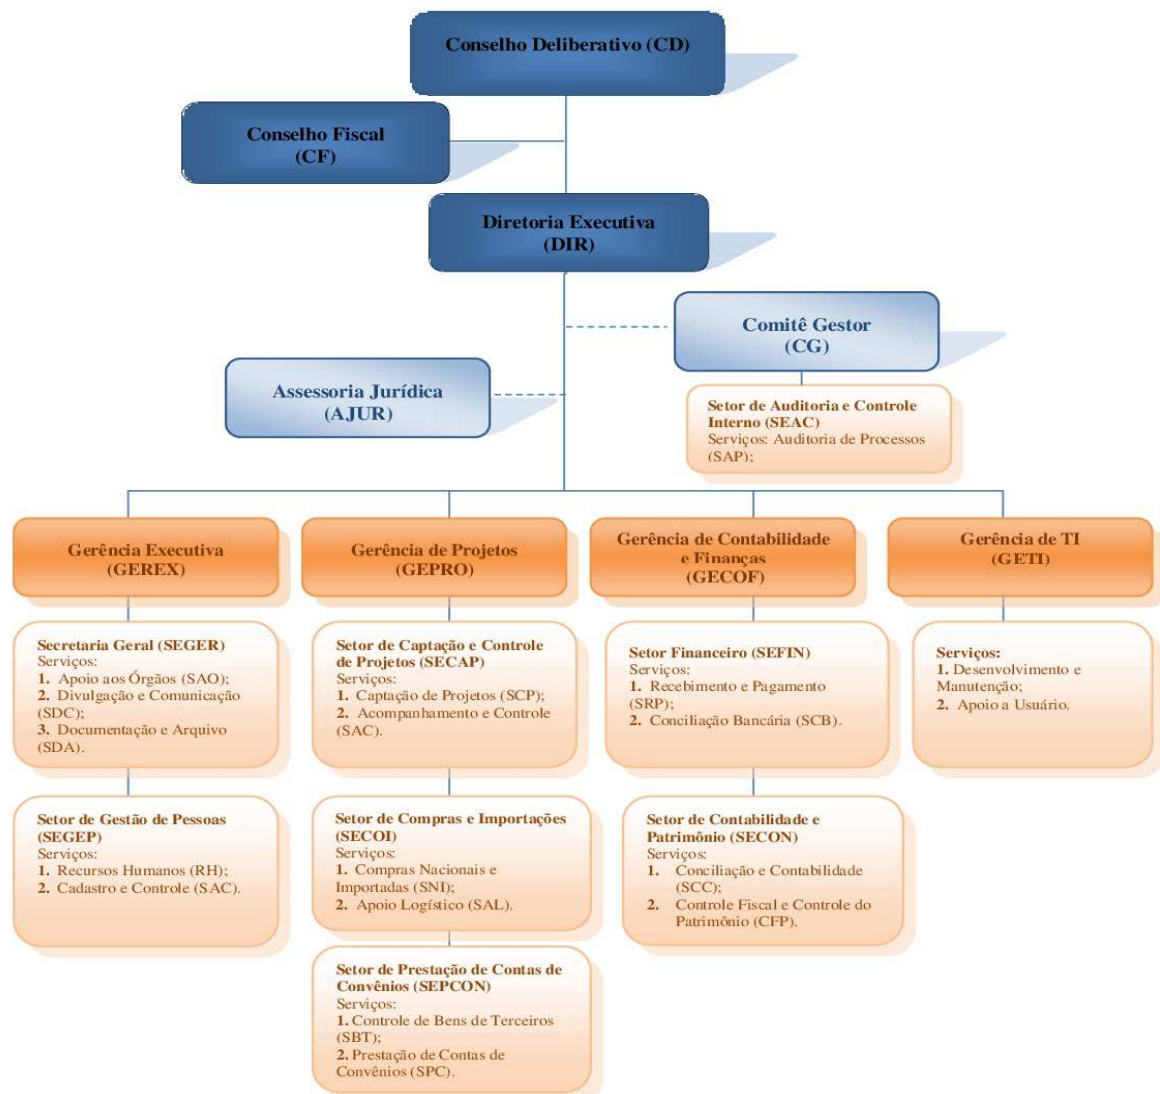 Conselho Deliberativo (CD)
Conselho Fiscal
(CF)
Diretoria Executiva
(DIR)
Comitê Gestor
(CG)
Assessoria Jurídica
(AJUR)
Setor de Auditoria e Controle
Interno (SEAC)
Serviços: Auditoria de Processos
(SAP);
Gerência Executiva
(GEREX)
Gerência de Projetos
(GEPRO)
Gerência de Contabilidade
e Finanças
(GECOF)
Gerência de TI
(GETI)
Secretaria Geral (SEGER)
Serviços:
1. Apoio aos Órgãos (SAO);
2. Divulgação e Comunicação
(SDC);
3. Documentação e Arquivo
(SDA).
Setor de Captação e Controle
de Projetos (SECAP)
Serviços:
1. Captação de Projetos (SCP);
2. Acompanhamento e Controle
(SAC).
Setor Financeiro (SEFIN)
Serviços:
1. Recebimento e Pagamento
(SRP);
2. Conciliação Bancária (SCB).
Serviços:
1. Desenvolvimento e
Manutenção;
2. Apoio a Usuário.
Setor de Gestão de Pessoas
(SEGEP)
Serviços:
1. Recursos Humanos (RH);
2. Cadastro e Controle (SAC).
Setor de Compras e Importações
(SECOI)
Serviços:
1. Compras Nacionais e
Importadas (SNI);
2. Apoio Logístico (SAL).
Setor de Contabilidade e
Patrimônio (SECON)
Serviços:
1. Conciliação e Contabilidade
(SCC);
2. Controle Fiscal e Controle do
Patrimônio (CFP).
Setor de Prestação de Contas de
Convênios (SEPCON)
Serviços:
1. Controle de Bens de Terceiros
(SBT);
2. Prestação de Contas de
Convênios (SPC).